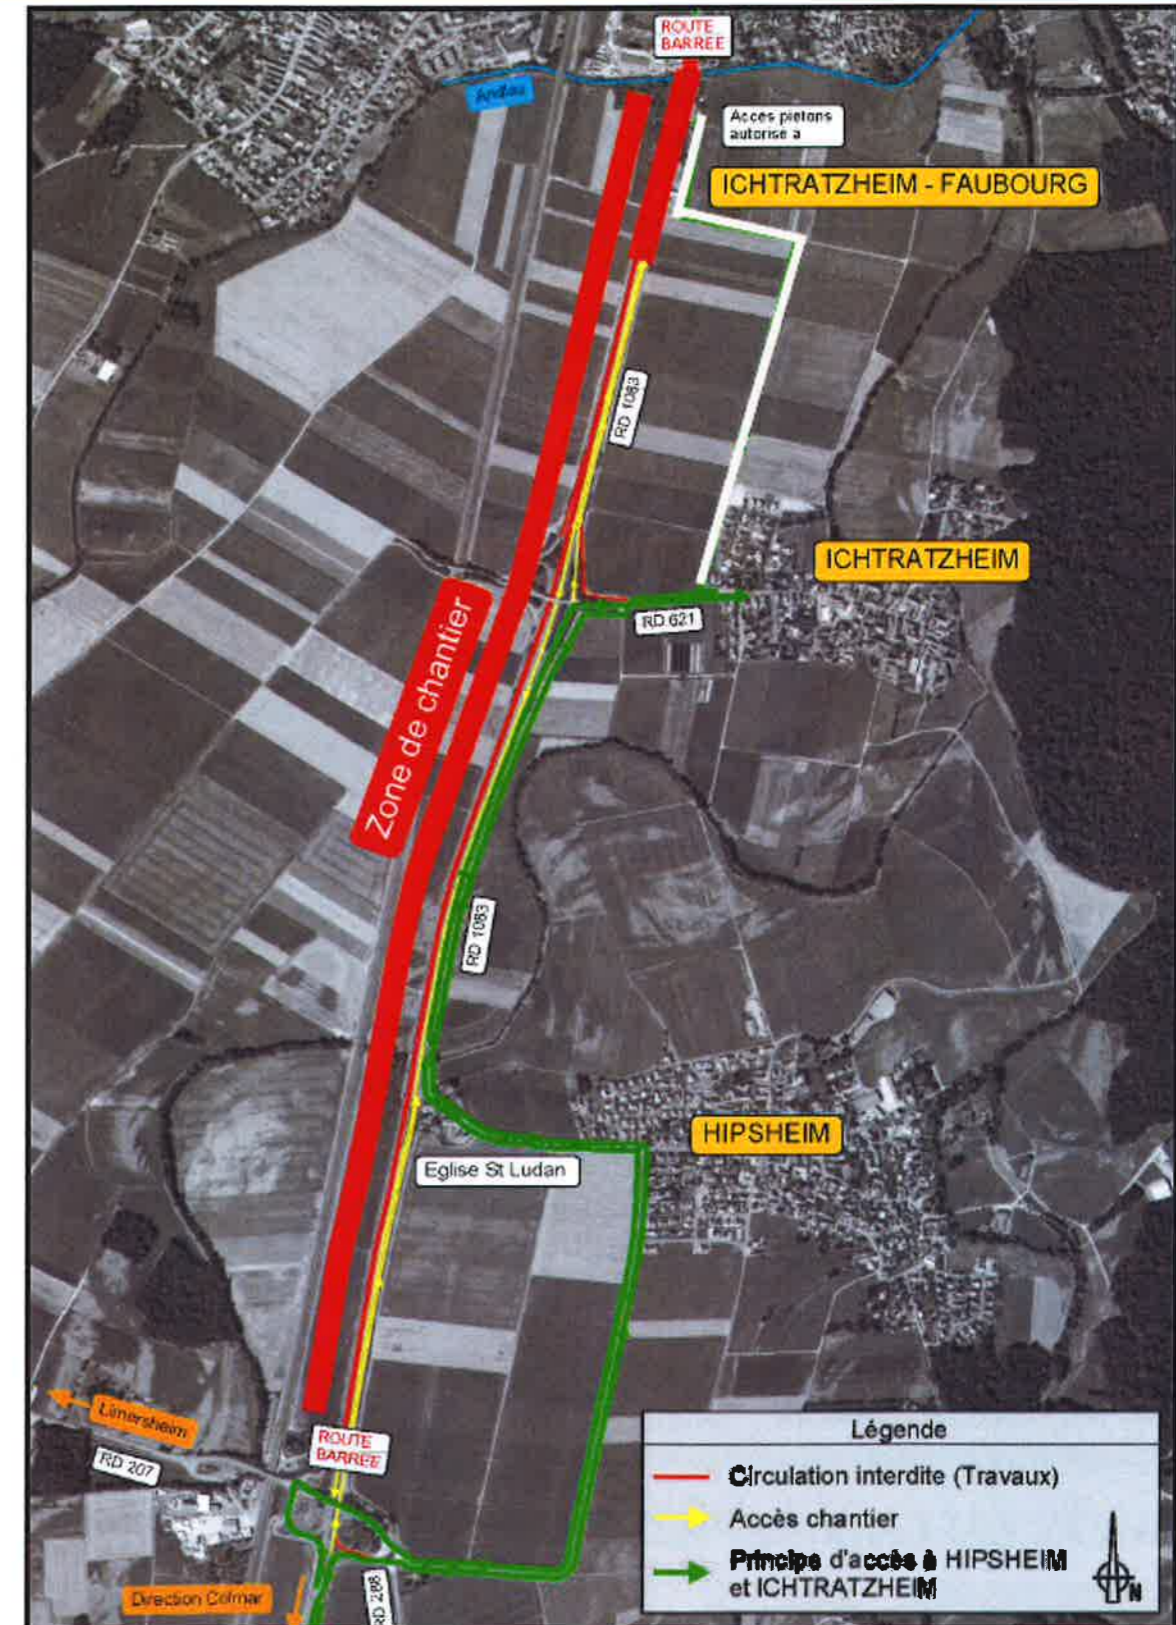 ROUTE
BARREE
Andlau
Accès piétons
autorisé à
ICHTRATZHEIM - FAUBOURG
RD 1083
ICHTRATZHEIM
RD 621
Zone de chantier
RD 1083
HIPSHEIM
Eglise St Ludan
Limersheim
ROUTE
BARREE
RD 207
Direction Colmar
RD 288
Légende
Circulation interdite (Travaux)
Accès chantier
Principe d'accès à HIPSHEIM
et ICHTRATZHEIM
N